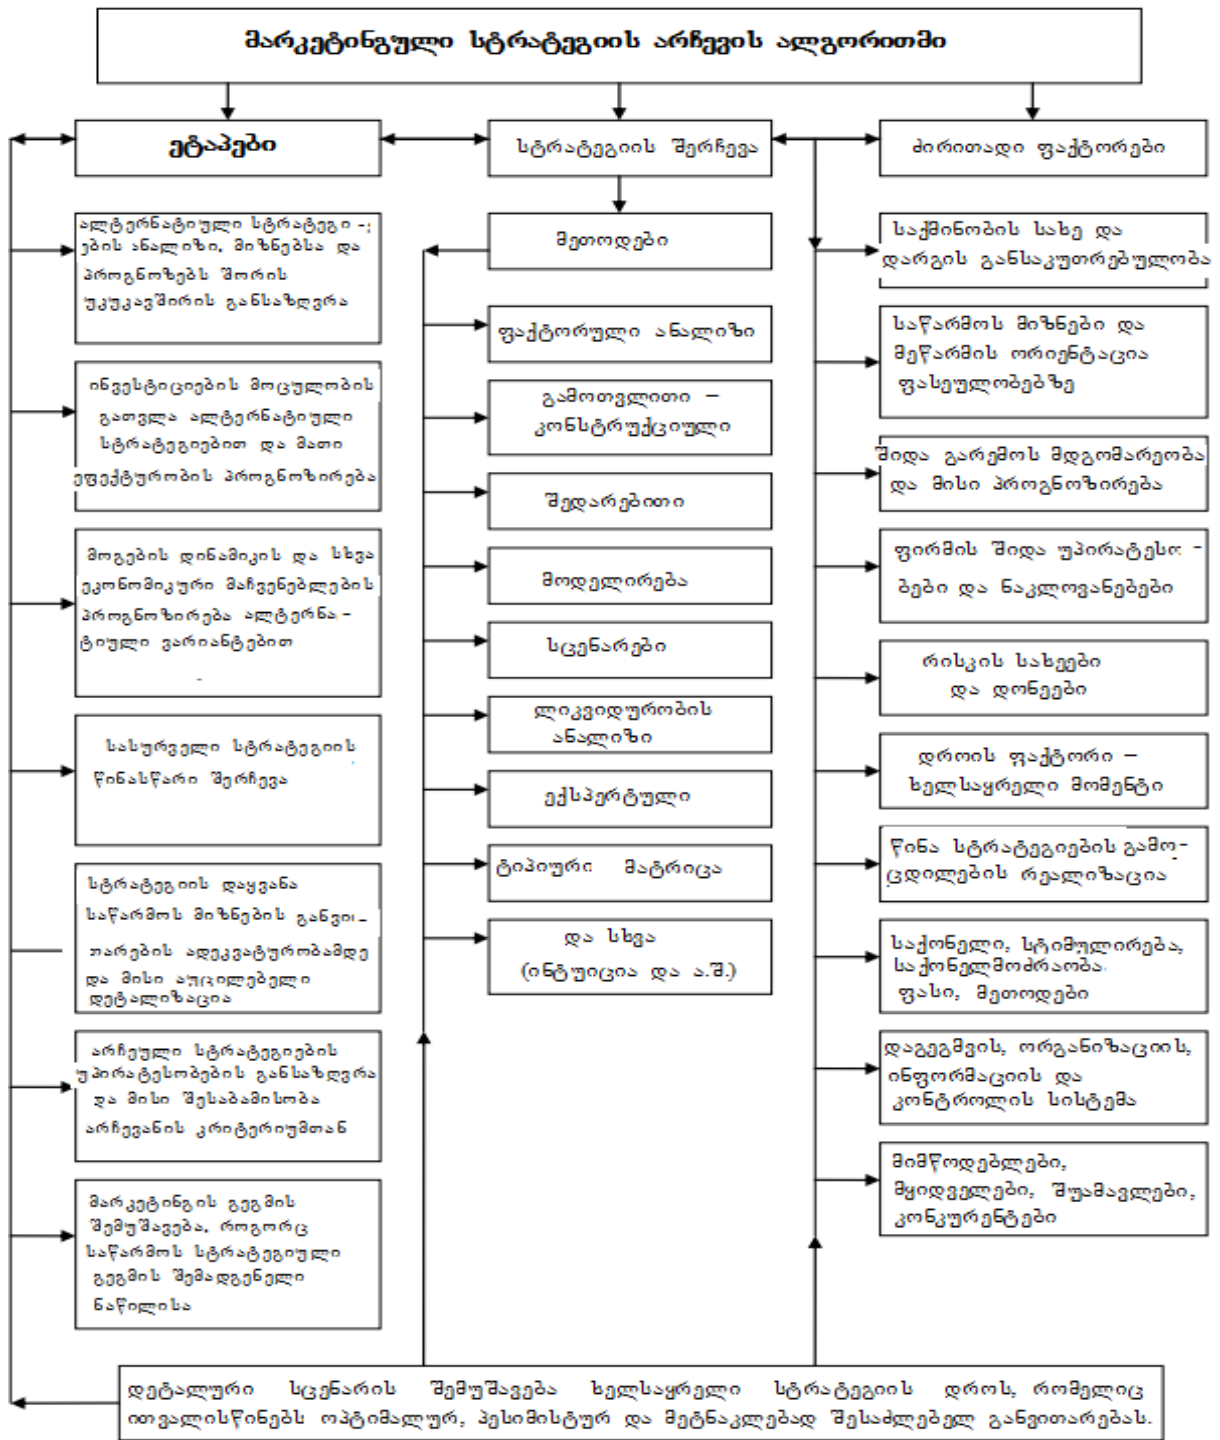 მარკეტინგული სტრატეგიის არჩევის ალგორითმი
ეტაპები
ალტერნატიული სტრატეგი -;
ების ანალიზი. მიზნებსა და
პროგნოზებს შორის
უკუკავშირის განსაზღვრა
ინვესტიციების მოცულობის
გათვლა ალტერნატიული
სტრატეგიებით და მათი
ეფექტურობის პროგნოზირება
მოგების დინამიკის და სხვა
ეკონომიკური მაჩვენებლების
პროგნოზირება ალტერნა –
ტიული ვარიანტებით
სასურველი სტრატეგიის
წინასწარი შერჩევა
სტრატეგიის დაყვანა
საწარმოს მიზნების განვი –
თარების ადეკვატურობამდე
და მისი აუცილებელი
დეტალიზაცია
არჩეული სტრატეგიების
უპირატესობების განსაზღვრა
და მისი შესაბამისობა
არჩევანის კრიტერიუმთან
მარკეტინგის გეგმის
შემუშავება. როგორც
საწარმოს სტრატეგიული
გეგმის შემადგენელი
ნაწილისა
სტრატეგიის შერჩევა
მეთოდები
ფაქტორული ანალიზი
გამოთვლითი –
კონსტრუქციული
შედარებითი
მოდელირება
სცენარები
ლიკვიდურობის
ანალიზი
ექსპერტული
ტიპიური მატრიცა
და სხვა
(ინტუიცია და ა.შ.)
ძირითადი ფაქტორები
საქმინობის სახე და
დარგის განსაკუთრებულობა
საწარმოს მიზნები და
მეწარმის ორიენტაცია
ფასეულობებზე
შიდა გარემოს მდგომარეობა
და მისი პროგნოზირება
ფირმის შიდა უპირატესო -
ბები და ნაკლოვანებები
რისკის სახეები
და დონეები
დროის ფაქტორი –
ხელსაყრელი მომენტი
წინა სტრატეგიების გამო–
ცდილების რეალიზაცია
საქონელი, სტიმულირება,
საქონელმოძრაობა.
ფასი, მეთოდები
დაგეგმვის, ორგანიზაციის,
ინფორმაციის და
კონტროლის სისტემა
მიმწოდებლები,
მყიდველები, შუამავლები,
კონკურენტები
დეტალური სცენარის შემუშავება ხელსაყრელი სტრატეგიის დროს, რომელიც
ითვალისწინებს ოპტიმალურ, პესიმისტურ და მეტნაკლებად შესაძლებელ განვითარებას.